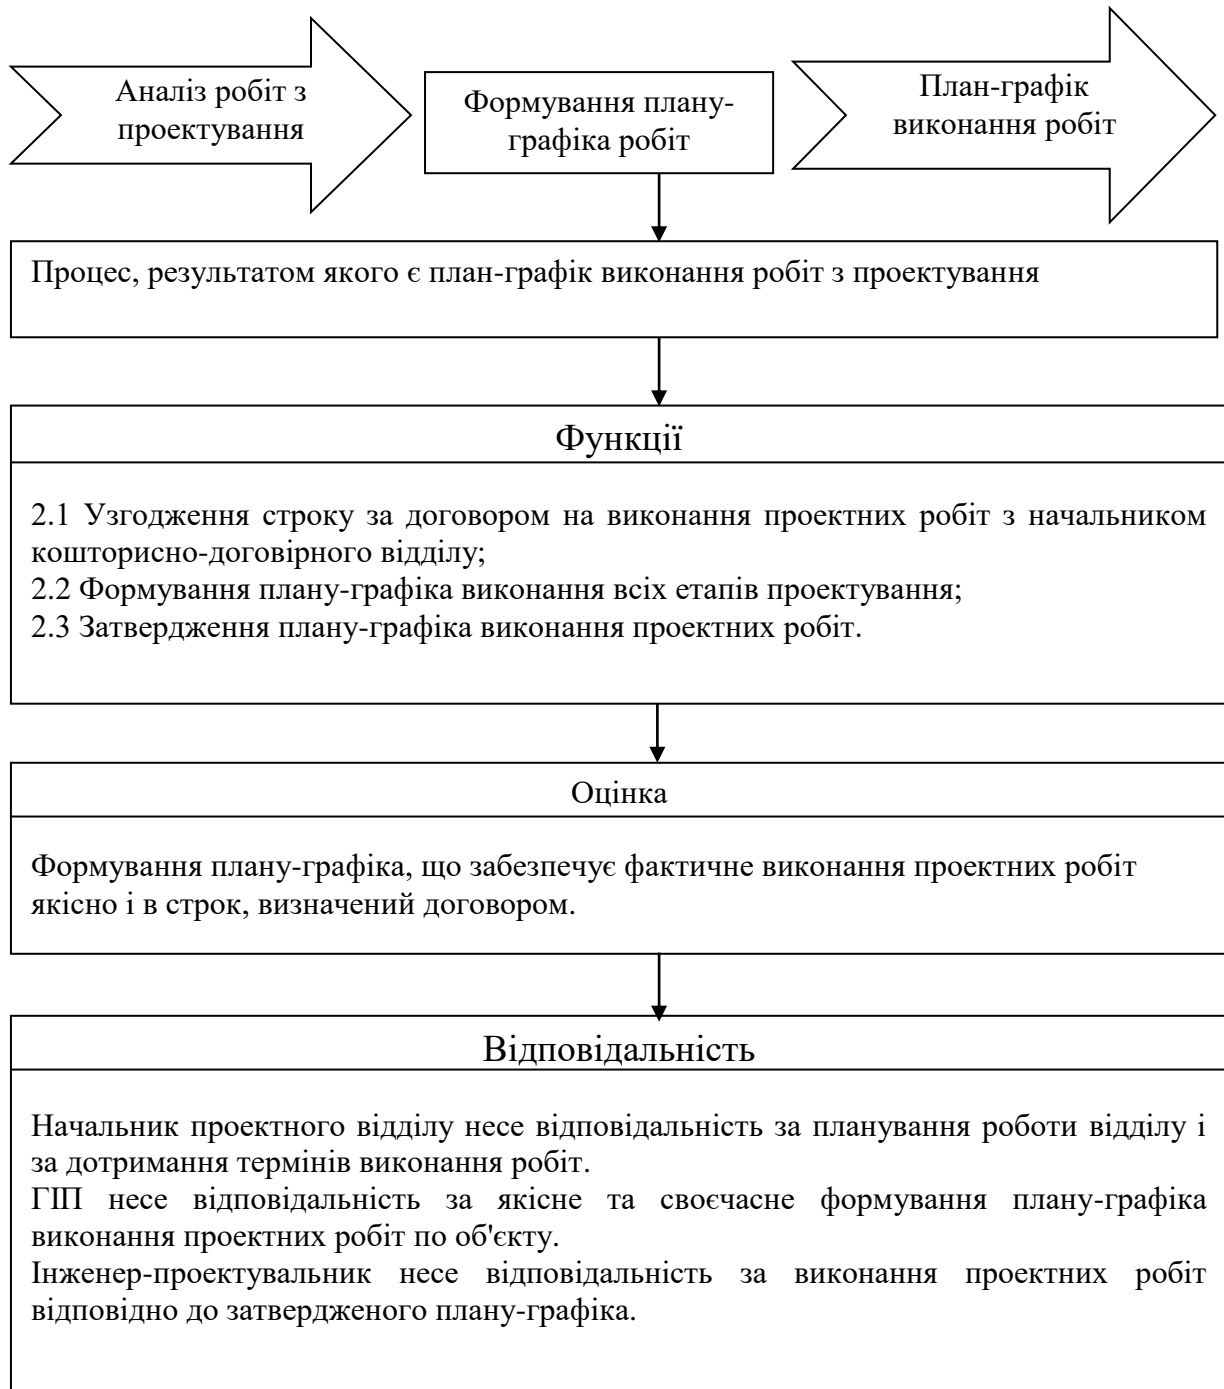 Аналіз робіт з
проектування
Формування плану-
графіка робіт
План-графік
виконання робіт
Процес, результатом якого є план-графік виконання робіт з проектування
Функції
2.1 Узгодження строку за договором на виконання проектних робіт з начальником
кошторисно-договірного відділу;
2.2 Формування плану-графіка виконання всіх етапів проектування;
2.3 Затвердження плану-графіка виконання проектних робіт.
Оцінка
Формування плану-графіка, що забезпечує фактичне виконання проектних робіт
якісно і в строк, визначений договором.
Відповідальність
Начальник проектного відділу несе відповідальність за планування роботи відділу і
за дотримання термінів виконання робіт.
ГІП несе відповідальність за якісне та своєчасне формування плану-графіка
виконання проектних робіт по об'єкту.
Інженер-проектувальник несе відповідальність за виконання проектних робіт
відповідно до затвердженого плану-графіка.